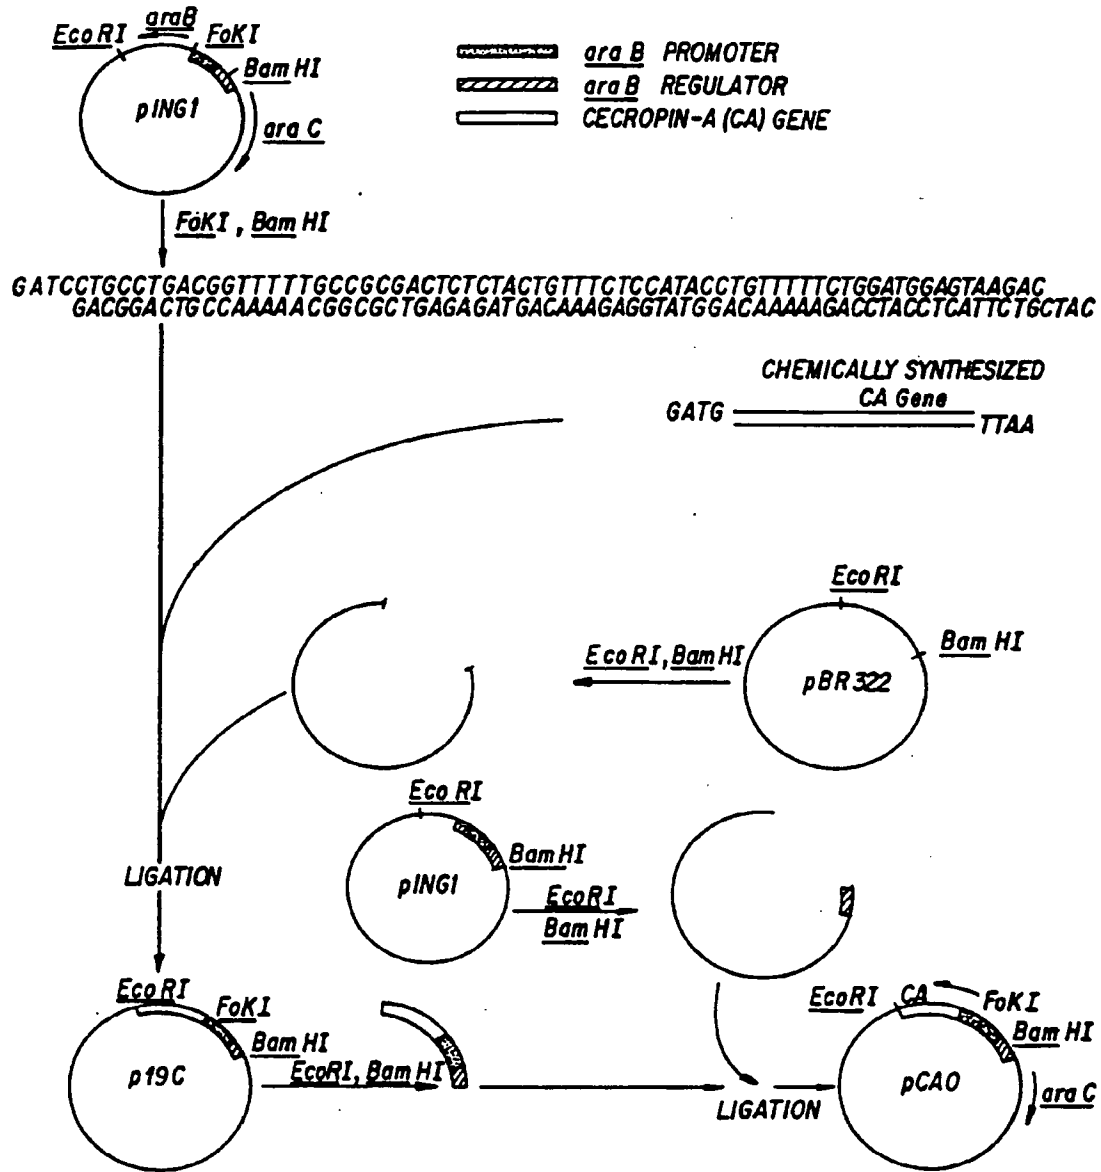 araB
EcoRI
FoKI
BamHI
pING1
araC
araB PROMOTER
araB REGULATOR
CECROPIN-A (CA) GENE
FoKI, BamHI
GATCCTGCCTGACGGTTTTTGCCGCGACTCTCTACTGTTTCTCCATACCTGTTTTTCTGGATGGAGTAAGAC
GACGGACTGCCAAAAACGGCGCTGAGAGATGACAAAGAGGTATGGACAAAAAGACCTACCTCATTCTGCTAC
CHEMICALLY SYNTHESIZED
CA Gene
GATG
TTAA
EcoRI
BamHI
EcoRI, BamHI
pBR322
EcoRI
BamHI
pING1
EcoRI
BamHI
LIGATION
EcoRI
FoKI
BamHI
p19C
EcoRI, BamHI
LIGATION
EcoRI
CA
FoKI
BamHI
pCAO
araC